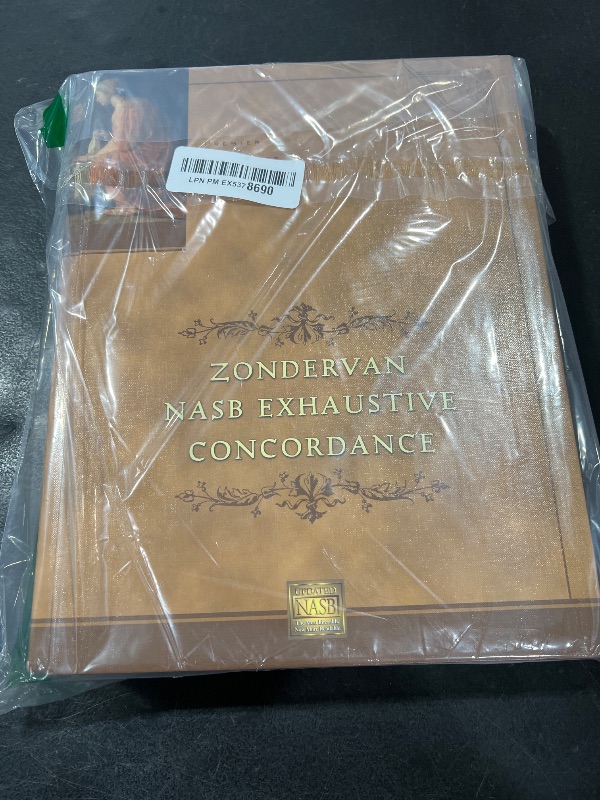 LPN PM EX5378690
ZONDERVAN
NASB EXHAUSTIVE
CONCORDANCE
UPDATED
NASB